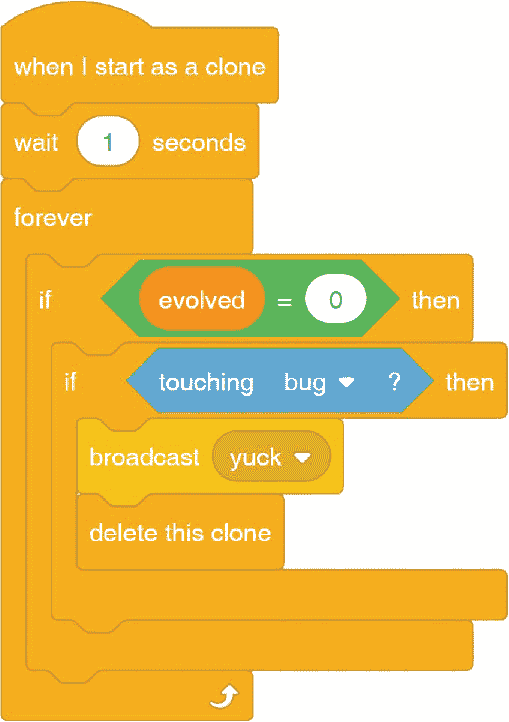 when I start as a clone
wait 1 seconds
forever
if evolved = 0 then
if touching bug ? then
broadcast yuck
delete this clone